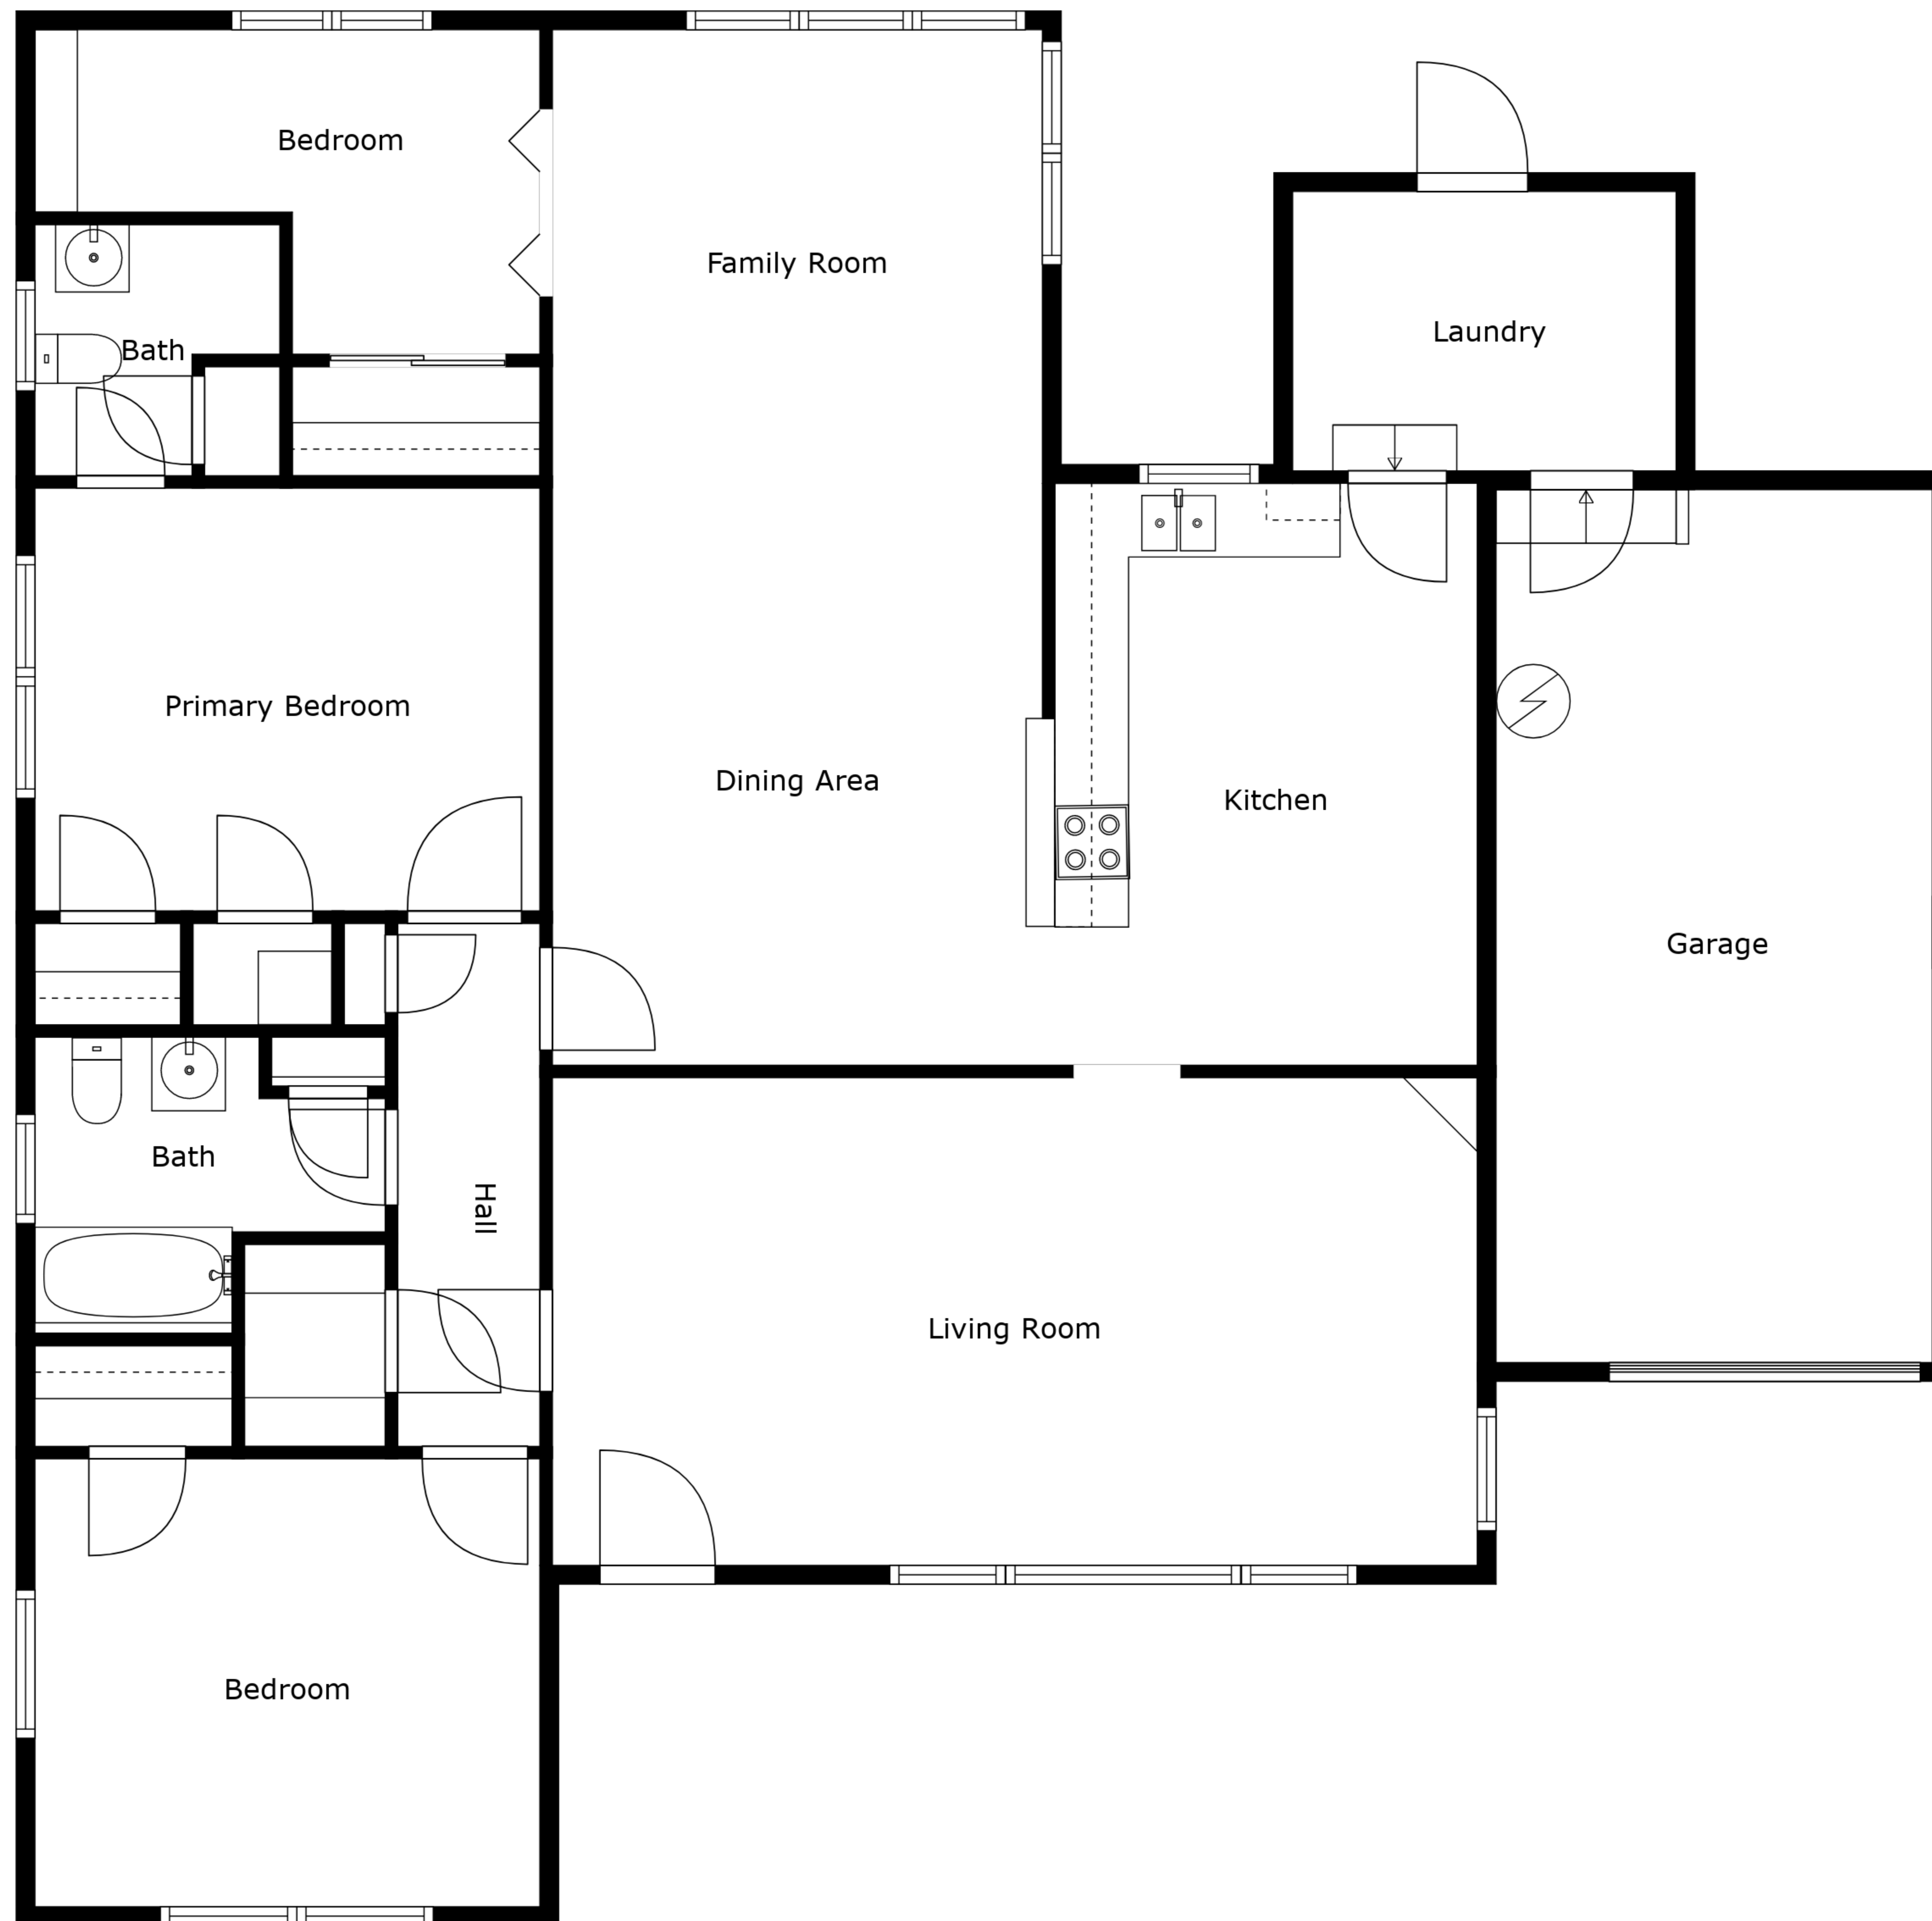 Bedroom
Family Room
Laundry
Bath
Primary Bedroom
Dining Area
Kitchen
Garage
Bath
Hall
Living Room
Bedroom